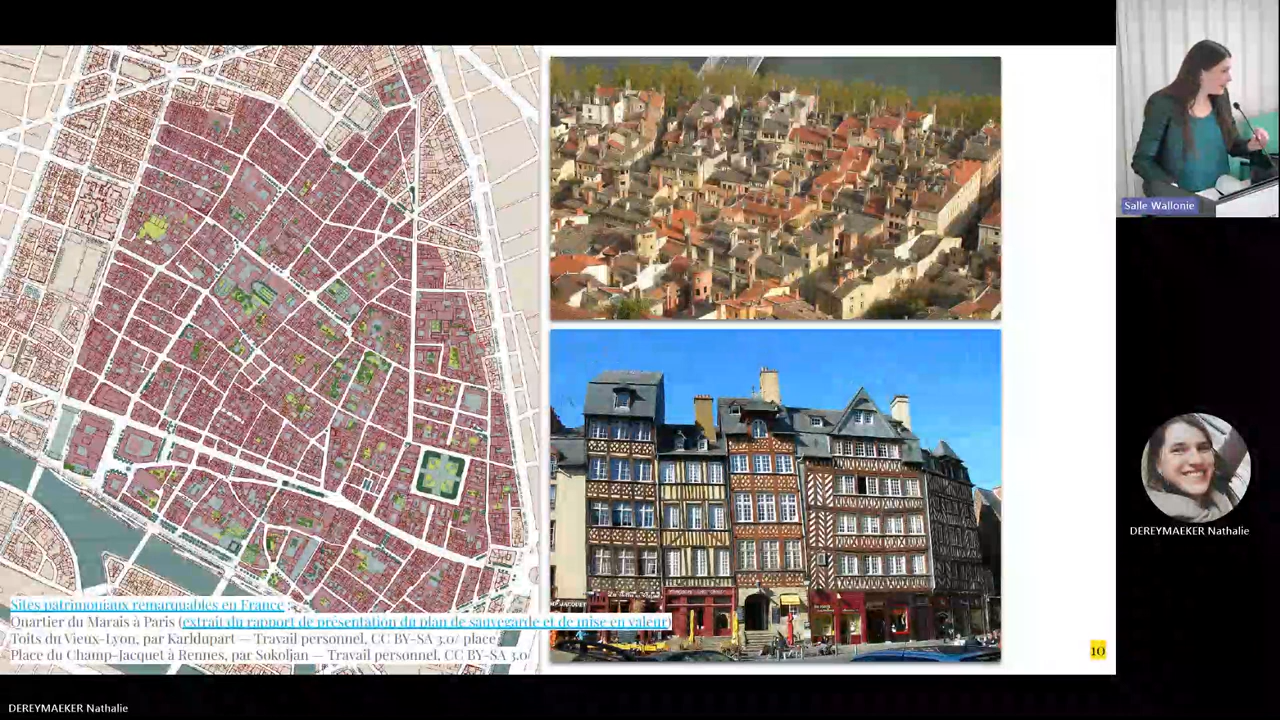 Salle Wallonie
DEREYMAEKER Nathalie
Sites patrimoniaux remarquables en France :
Quartier du Marais à Paris (extrait du rapport de présentation du plan de sauvegarde et de mise en valeur)
Toits du Vieux-Lyon, par Karldupart — Travail personnel, CC BY-SA 3.0/ place
Place du Champ-Jacquet à Rennes, par Sokoljan — Travail personnel, CC BY-SA 3.0/
10
DEREYMAEKER Nathalie